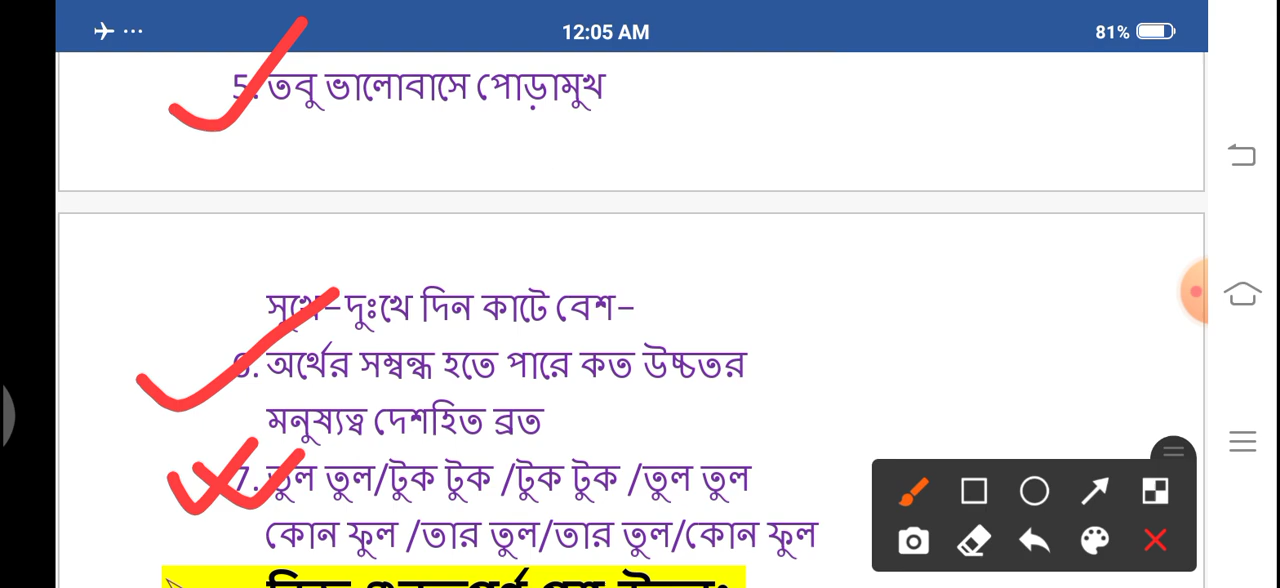 12:05 AM
81%
5. তবু ভালোবাসে পোড়ামুখ
সুখে-দুঃখে দিন কাটে বেশ-
6. অর্থের সম্বন্ধ হতে পারে কত উচ্চতর
মনুষ্যত্ব দেশহিত ব্রত
7. তুল তুল/টুক টুক /টুক টুক /তুল তুল
কোন ফুল /তার তুল/তার তুল/কোন ফুল